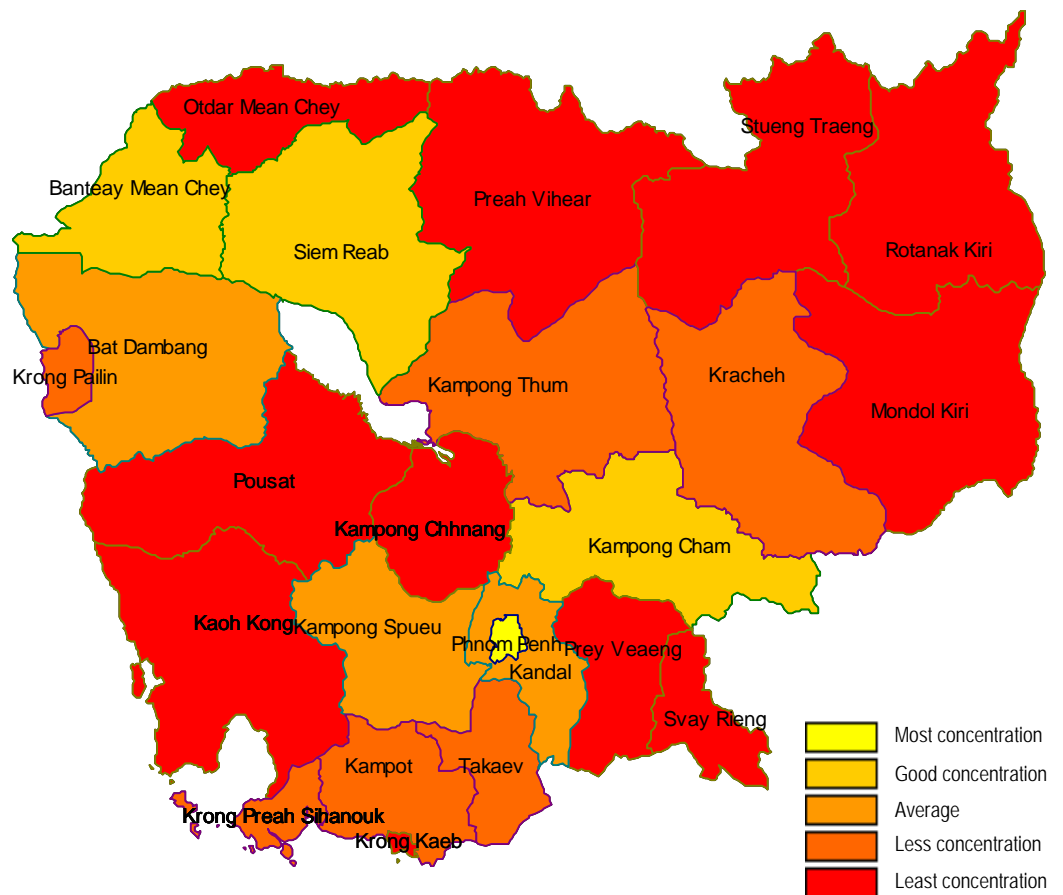 Otdar Mean Chey
Stueng Traeng
Banteay Mean Chey
Preah Vihear
Siem Reab
Rotanak Kiri
Bat Dambang
Krong Pailin
Kampong Thum
Kracheh
Mondol Kiri
Pousat
Kampong Chhnang
Kampong Cham
Kaoh Kong
Kampong Spueu
Phnom Penh
Prey Veaeng
Kandal
Svay Rieng
Kampot
Takaev
Krong Preah Sihanouk
Krong Kaeb
Most concentration
Good concentration
Average
Less concentration
Least concentration